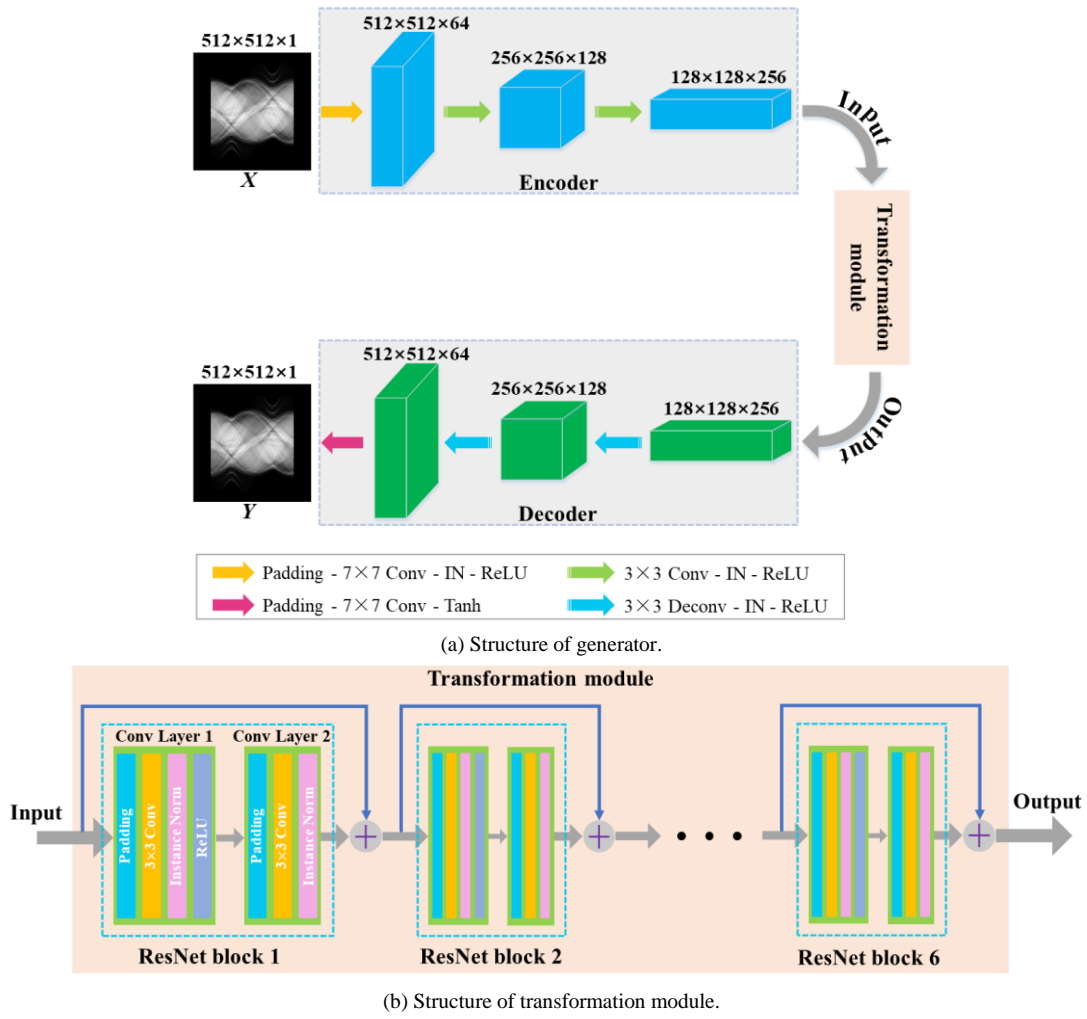 512×512×1
512×512×64
256×256×128
128×128×256
X
Encoder
Input
Transformation
module
Output
512×512×1
512×512×64
256×256×128
128×128×256
Y
Decoder
Padding - 7×7 Conv - IN - ReLU
3×3 Conv - IN - ReLU
Padding - 7×7 Conv - Tanh
3×3 Deconv - IN - ReLU
(a) Structure of generator.
Transformation module
Conv Layer 1
Conv Layer 2
Input
Padding
3×3 Conv
Instance Norm
ReLU
Padding
3×3 Conv
Instance Norm
Output
ResNet block 1
ResNet block 2
ResNet block 6
(b) Structure of transformation module.